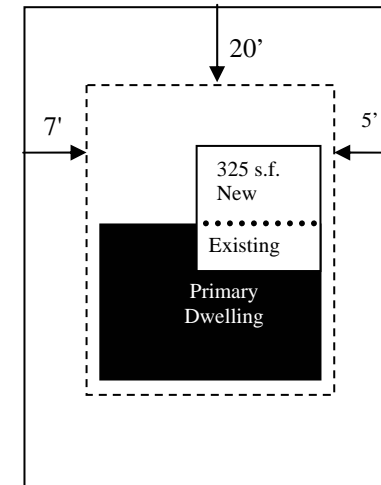 20’
7'
5’
325 s.f.
New
Existing
Primary
Dwelling